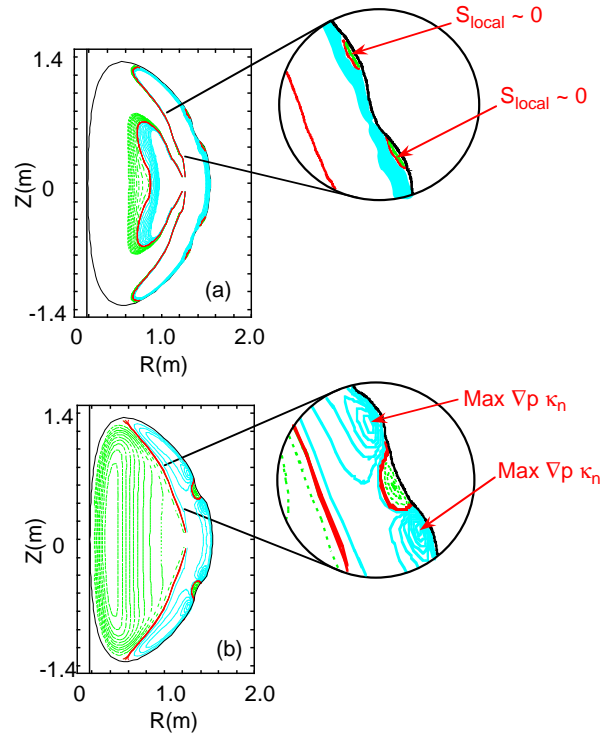 S_local ~ 0
S_local ~ 0
1.4
Z(m)
0
-1.4
(a)
0 1.0 2.0
R(m)
Max ∇p κ_n
Max ∇p κ_n
1.4
Z(m)
0
-1.4
(b)
0 1.0 2.0
R(m)